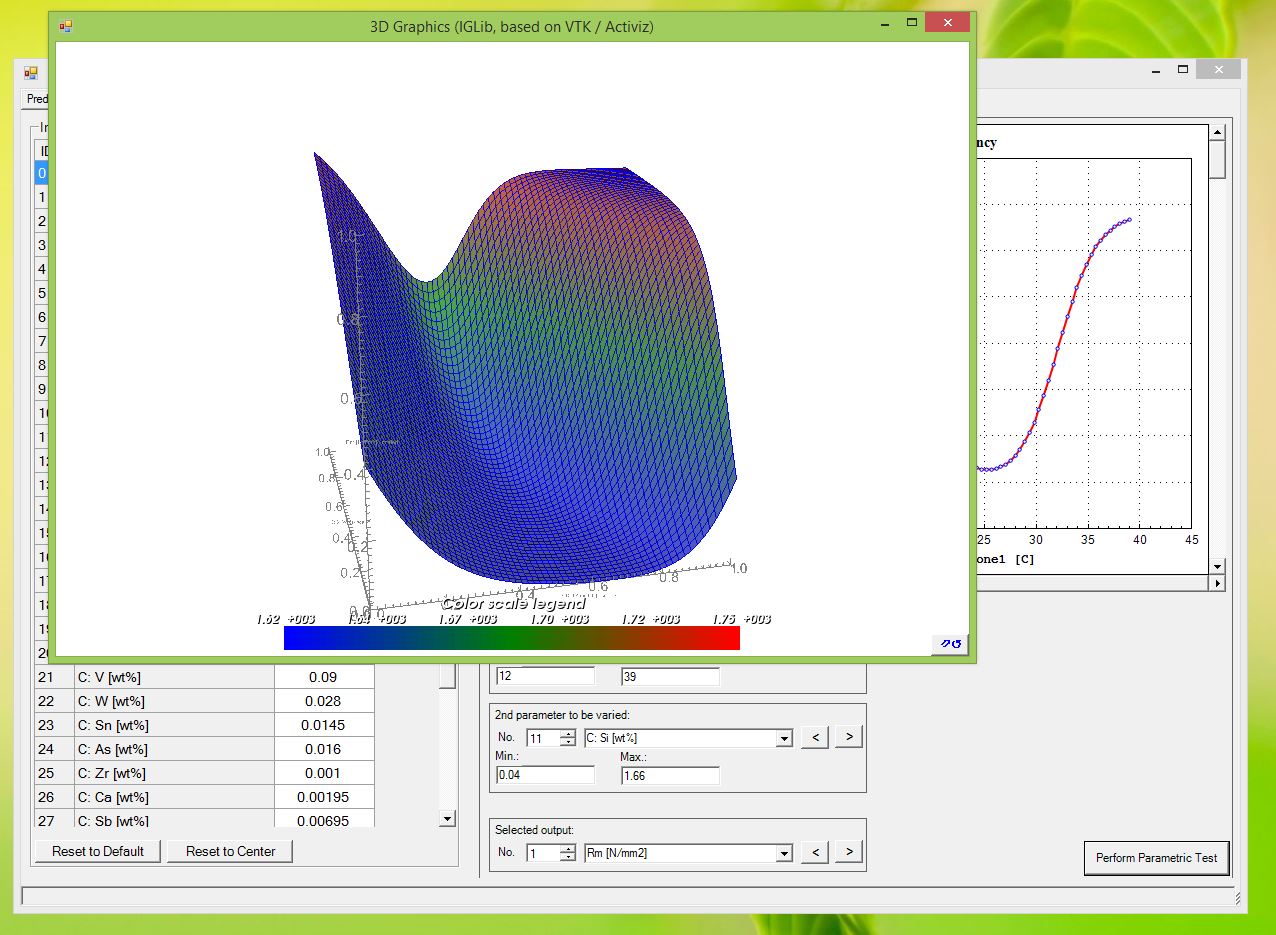 3D Graphics (IGLib, based on VTK / Activiz)
Pred
In
ID
0
1
2
3
4
5
6
7
8
9
10
11
12
13
14
15
16
17
18
19
20
ncy
25 30 35 40 45
one1 [C]
1.0
0.8
0.4
0.2
1.0
0.8
0.6
0.4
0.2
0.0
0.4
0.6
0.8
1.0
Color scale legend
1.62 +003 1.64 +003 1.67 +003 1.70 +003 1.72 +003 1.75 +003
21 C: V [wt%] 0.09
22 C: W [wt%] 0.028
23 C: Sn [wt%] 0.0145
24 C: As [wt%] 0.016
25 C: Zr [wt%] 0.001
26 C: Ca [wt%] 0.00195
27 C: Sb [wt%] 0.00695
Reset to Default Reset to Center
12 39
2nd parameter to be varied:
No. 11 C: Si [wt%] < >
Min.: Max.:
0.04 1.66
Selected output:
No. 1 Rm [N/mm2] < >
Perform Parametric Test